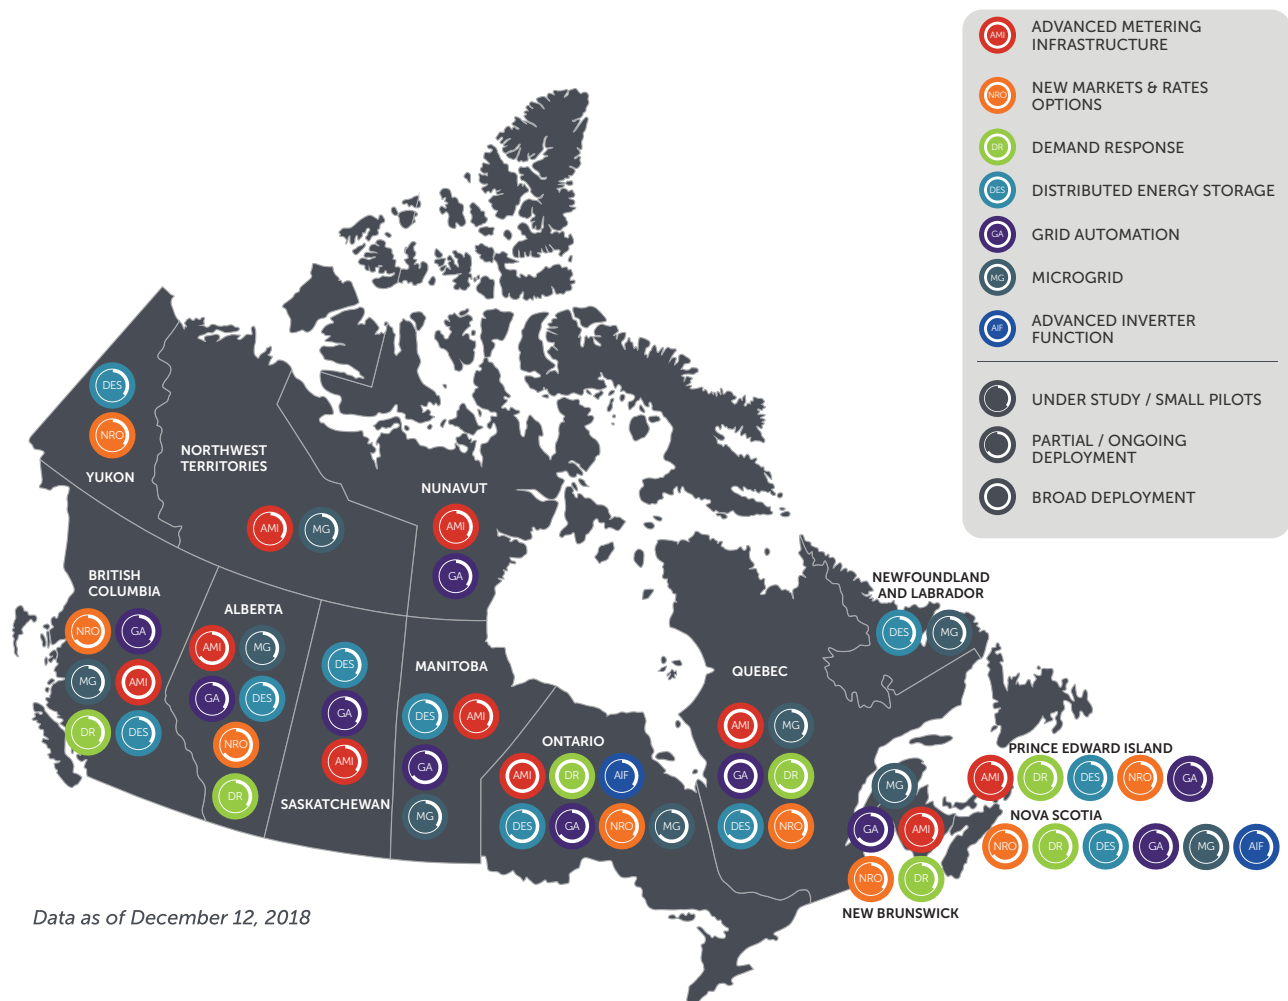 AMI ADVANCED METERING
INFRASTRUCTURE
NRO NEW MARKETS & RATES
OPTIONS
DR DEMAND RESPONSE
DES DISTRIBUTED ENERGY STORAGE
GA GRID AUTOMATION
MG MICROGRID
AIF ADVANCED INVERTER
FUNCTION
UNDER STUDY / SMALL PILOTS
PARTIAL / ONGOING
DEPLOYMENT
BROAD DEPLOYMENT
DES
NRO
YUKON
NORTHWEST
TERRITORIES
AMI MG
NUNAVUT
AMI
GA
BRITISH
COLUMBIA
NRO GA
MG AMI
DR DES
ALBERTA
AMI MG
GA DES
NRO
DR
DES
GA
AMI
SASKATCHEWAN
MANITOBA
DES AMI
GA
MG
ONTARIO
AMI DR AIF
DES GA NRO MG
QUEBEC
AMI MG
GA DR
DES NRO
NEWFOUNDLAND
AND LABRADOR
DES MG
MG
GA AMI
NRO DR
NEW BRUNSWICK
PRINCE EDWARD ISLAND
AMI DR DES NRO GA
NOVA SCOTIA
NRO DR DES GA MG AIF
Data as of December 12, 2018